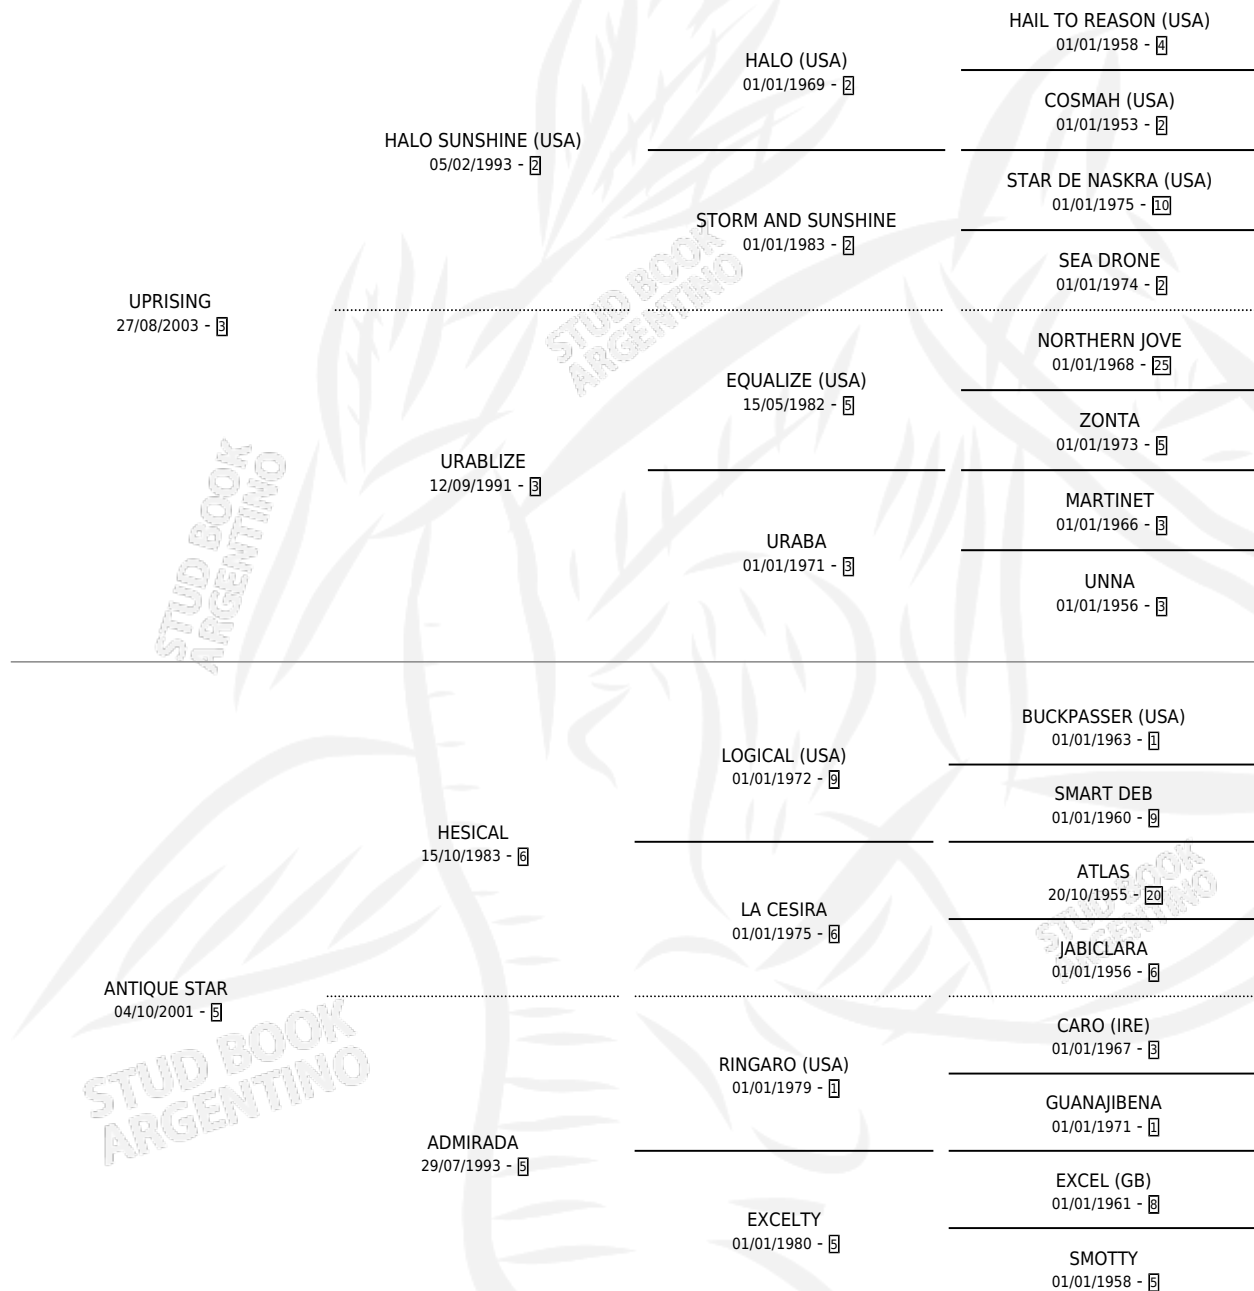 HAIL TO REASON (USA)
01/01/1958 - 4
HALO (USA)
01/01/1969 - 2
COSMAH (USA)
01/01/1953 - 2
HALO SUNSHINE (USA)
05/02/1993 - 2
STAR DE NASKRA (USA)
01/01/1975 - 10
STORM AND SUNSHINE
01/01/1983 - 2
SEA DRONE
01/01/1974 - 2
UPRISING
27/08/2003 - 3
NORTHERN JOVE
01/01/1968 - 25
EQUALIZE (USA)
15/05/1982 - 5
ZONTA
01/01/1973 - 5
URABLIZE
12/09/1991 - 3
MARTINET
01/01/1966 - 3
URABA
01/01/1971 - 3
UNNA
01/01/1956 - 3
BUCKPASSER (USA)
01/01/1963 - 1
LOGICAL (USA)
01/01/1972 - 9
SMART DEB
01/01/1960 - 9
HESICAL
15/10/1983 - 6
ATLAS
20/10/1955 - 20
LA CESIRA
01/01/1975 - 6
JABICLARA
01/01/1956 - 6
ANTIQUE STAR
04/10/2001 - 5
CARO (IRE)
01/01/1967 - 3
RINGARO (USA)
01/01/1979 - 1
GUANAJIBENA
01/01/1971 - 1
ADMIRADA
29/07/1993 - 5
EXCEL (GB)
01/01/1961 - 8
EXCELTY
01/01/1980 - 5
SMOTTY
01/01/1958 - 5
STUD BOOK
ARGENTINO
STUD BOOK
ARGENTINO
STUD BOOK
ARGENTINO
STUD BOOK
ARGENTINO